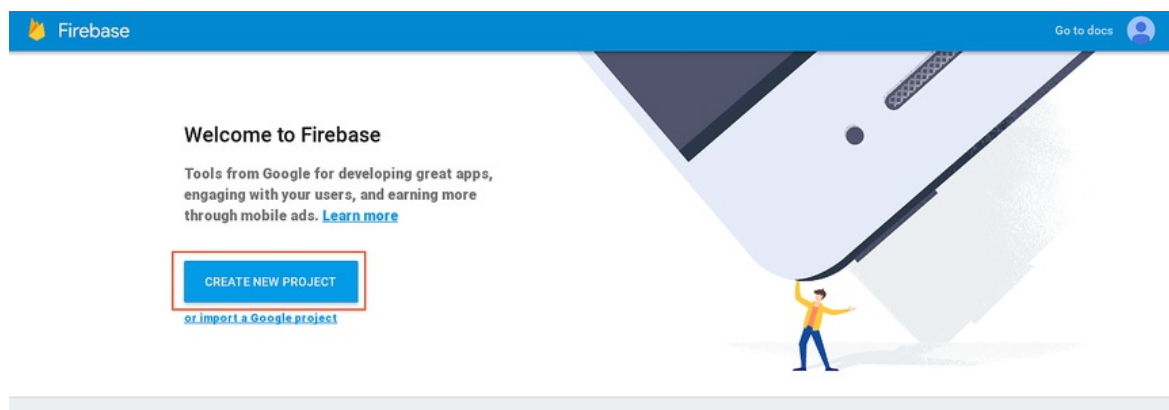 Firebase
Go to docs
Welcome to Firebase
Tools from Google for developing great apps,
engaging with your users, and earning more
through mobile ads. Learn more
CREATE NEW PROJECT
or import a Google project